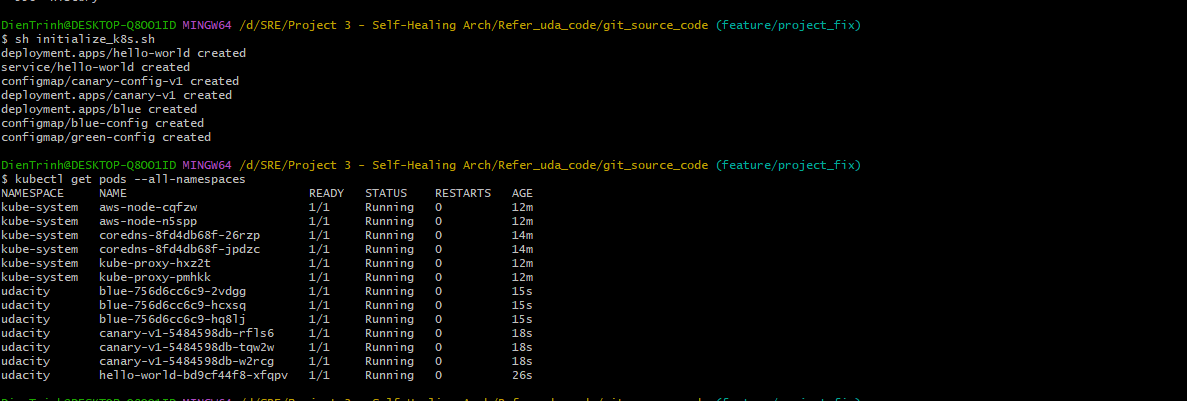 DienTrinh@DESKTOP-Q8OO1ID MINGW64 /d/SRE/Project 3 - Self-Healing Arch/Refer_uda_code/git_source_code (feature/project_fix)
$ sh initialize_k8s.sh
deployment.apps/hello-world created
service/hello-world created
configmap/canary-config-v1 created
deployment.apps/canary-v1 created
deployment.apps/blue created
configmap/blue-config created
configmap/green-config created
DienTrinh@DESKTOP-Q8OO1ID MINGW64 /d/SRE/Project 3 - Self-Healing Arch/Refer_uda_code/git_source_code (feature/project_fix)
$ kubectl get pods --all-namespaces
NAMESPACE NAME READY STATUS RESTARTS AGE
kube-system aws-node-cqfzw 1/1 Running 0 12m
kube-system aws-node-n5spp 1/1 Running 0 12m
kube-system coredns-8fd4db68f-26rzp 1/1 Running 0 14m
kube-system coredns-8fd4db68f-jpdzc 1/1 Running 0 14m
kube-system kube-proxy-hxz2t 1/1 Running 0 12m
kube-system kube-proxy-pmhkk 1/1 Running 0 12m
udacity blue-756d6cc6c9-2vdgg 1/1 Running 0 15s
udacity blue-756d6cc6c9-hcxsq 1/1 Running 0 15s
udacity blue-756d6cc6c9-hq8lj 1/1 Running 0 15s
udacity canary-v1-5484598db-rfls6 1/1 Running 0 18s
udacity canary-v1-5484598db-tqw2w 1/1 Running 0 18s
udacity canary-v1-5484598db-w2rcg 1/1 Running 0 18s
udacity hello-world-bd9cf44f8-xfqpv 1/1 Running 0 26s